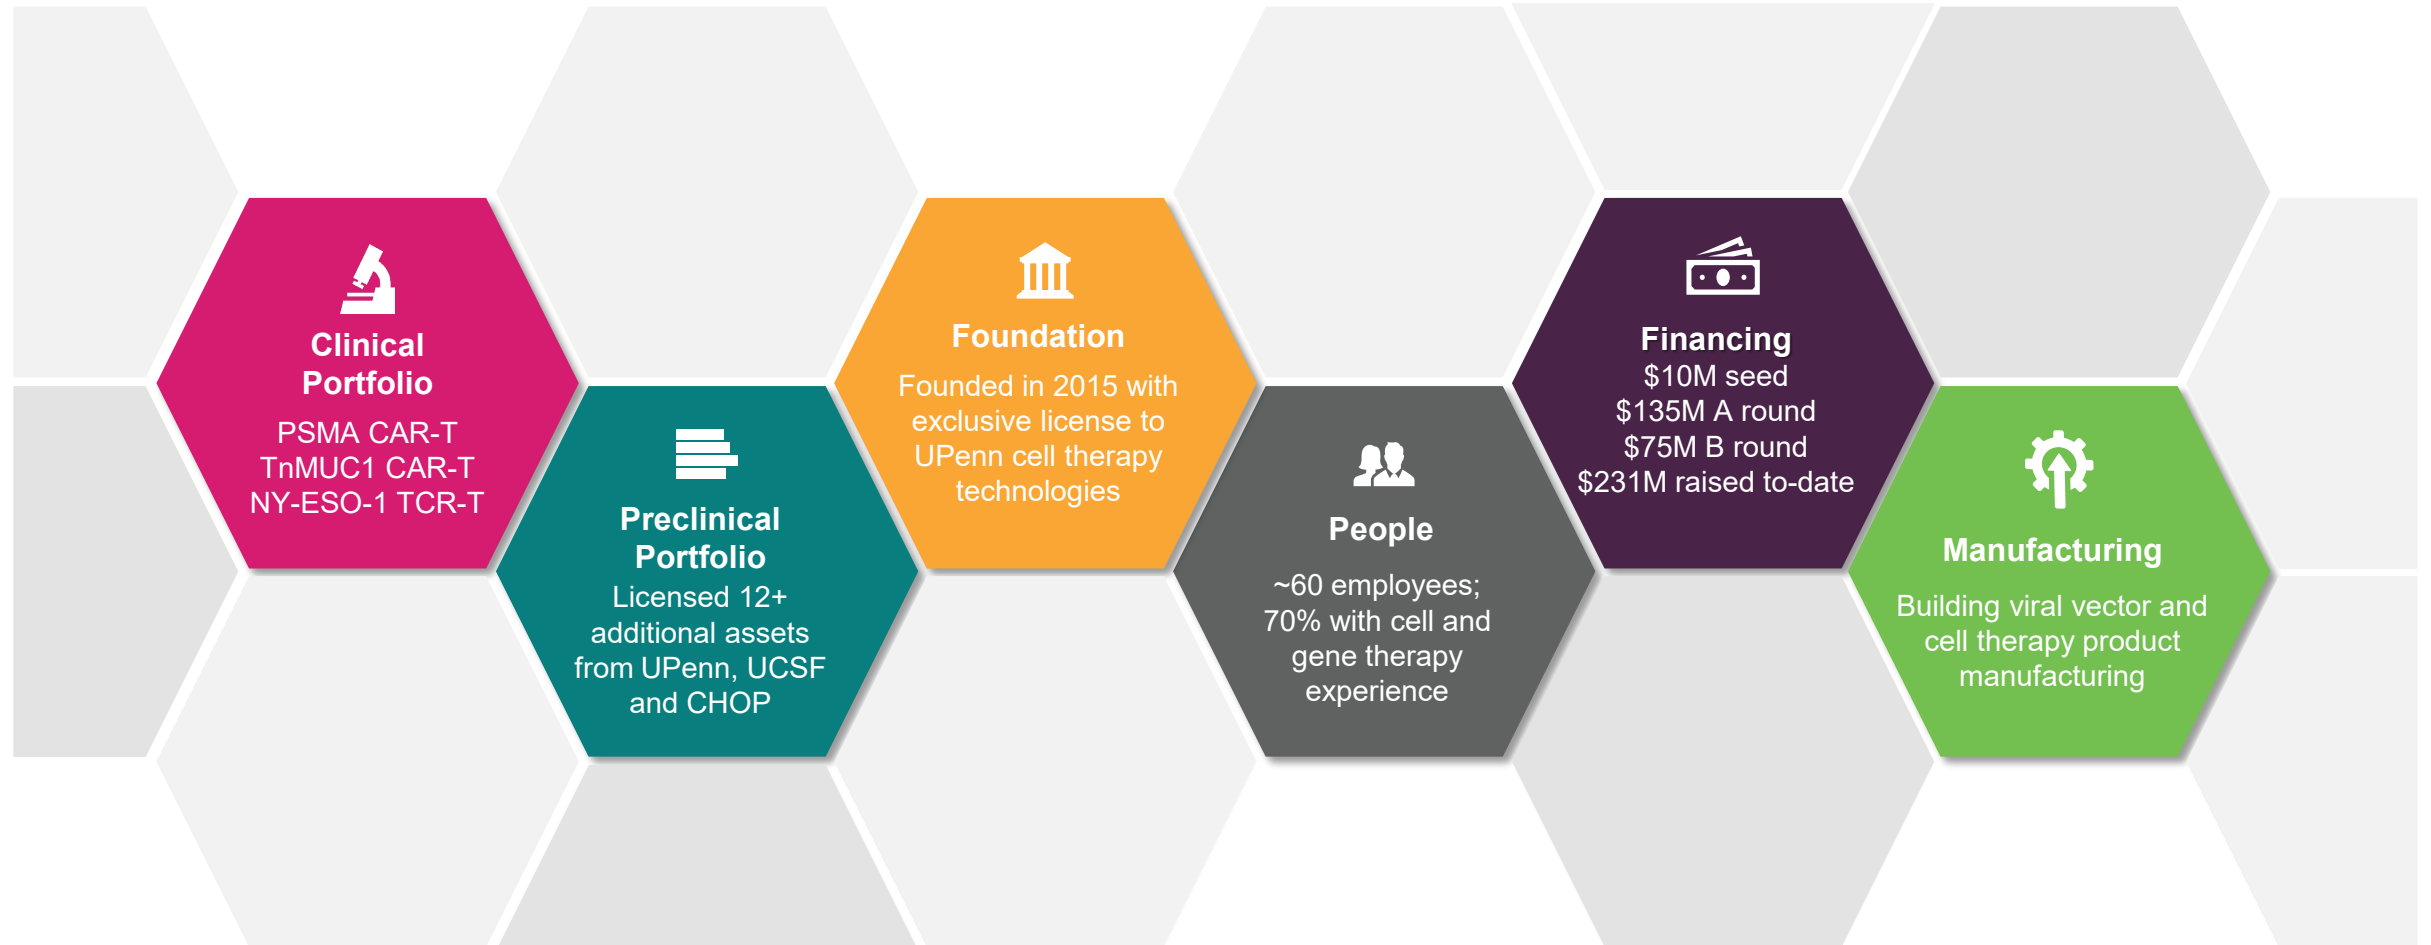 Clinical
Portfolio
PSMA CAR-T
TnMUC1 CAR-T
NY-ESO-1 TCR-T
Preclinical
Portfolio
Licensed 12+
additional assets
from UPenn, UCSF
and CHOP
Foundation
Founded in 2015 with
exclusive license to
UPenn cell therapy
technologies
People
~60 employees;
70% with cell and
gene therapy
experience
Financing
$10M seed
$135M A round
$75M B round
$231M raised to-date
Manufacturing
Building viral vector and
cell therapy product
manufacturing